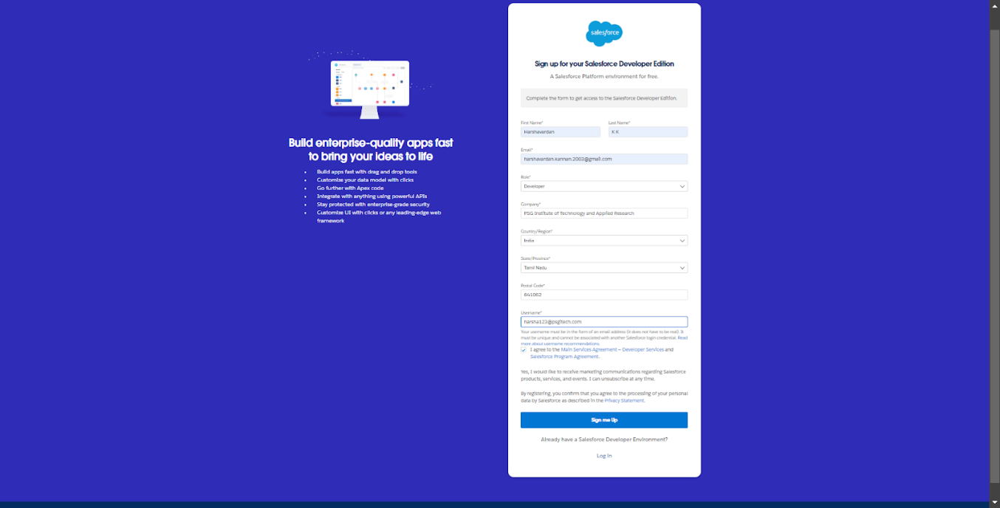 Build enterprise-quality apps fast
to bring your ideas to life
Build apps fast with drag and drop tools
Customize your data model with clicks
Go further with Apex code
Integrate with anything using powerful APIs
Stay protected with enterprise-grade security
Customize UI with clicks or any leading-edge web
framework
salesforce
Sign up for your Salesforce Developer Edition
A Salesforce Platform environment for free.
Complete the form to get access to the Salesforce Developer Edition.
First Name* Last Name*
Harshavardan K K
Email*
harshavardan.kannan.2003@gmail.com
Role*
Developer
Company*
PSG Institute of Technology and Applied Research
Country/Region*
India
State/Province*
Tamil Nadu
Postal Code*
641062
Username*
harsha123@psgitech.com
Your username must be in the form of an email address (it does not have to be real). It
must be unique and cannot be associated with another Salesforce login credential. Read
more about username recommendations.
I agree to the Main Services Agreement – Developer Services and
Salesforce Program Agreement.
Yes, I would like to receive marketing communications regarding Salesforce
products, services, and events. I can unsubscribe at any time.
By registering, you confirm that you agree to the processing of your personal
data by Salesforce as described in the Privacy Statement.
Sign me Up
Already have a Salesforce Developer Environment?
Log In